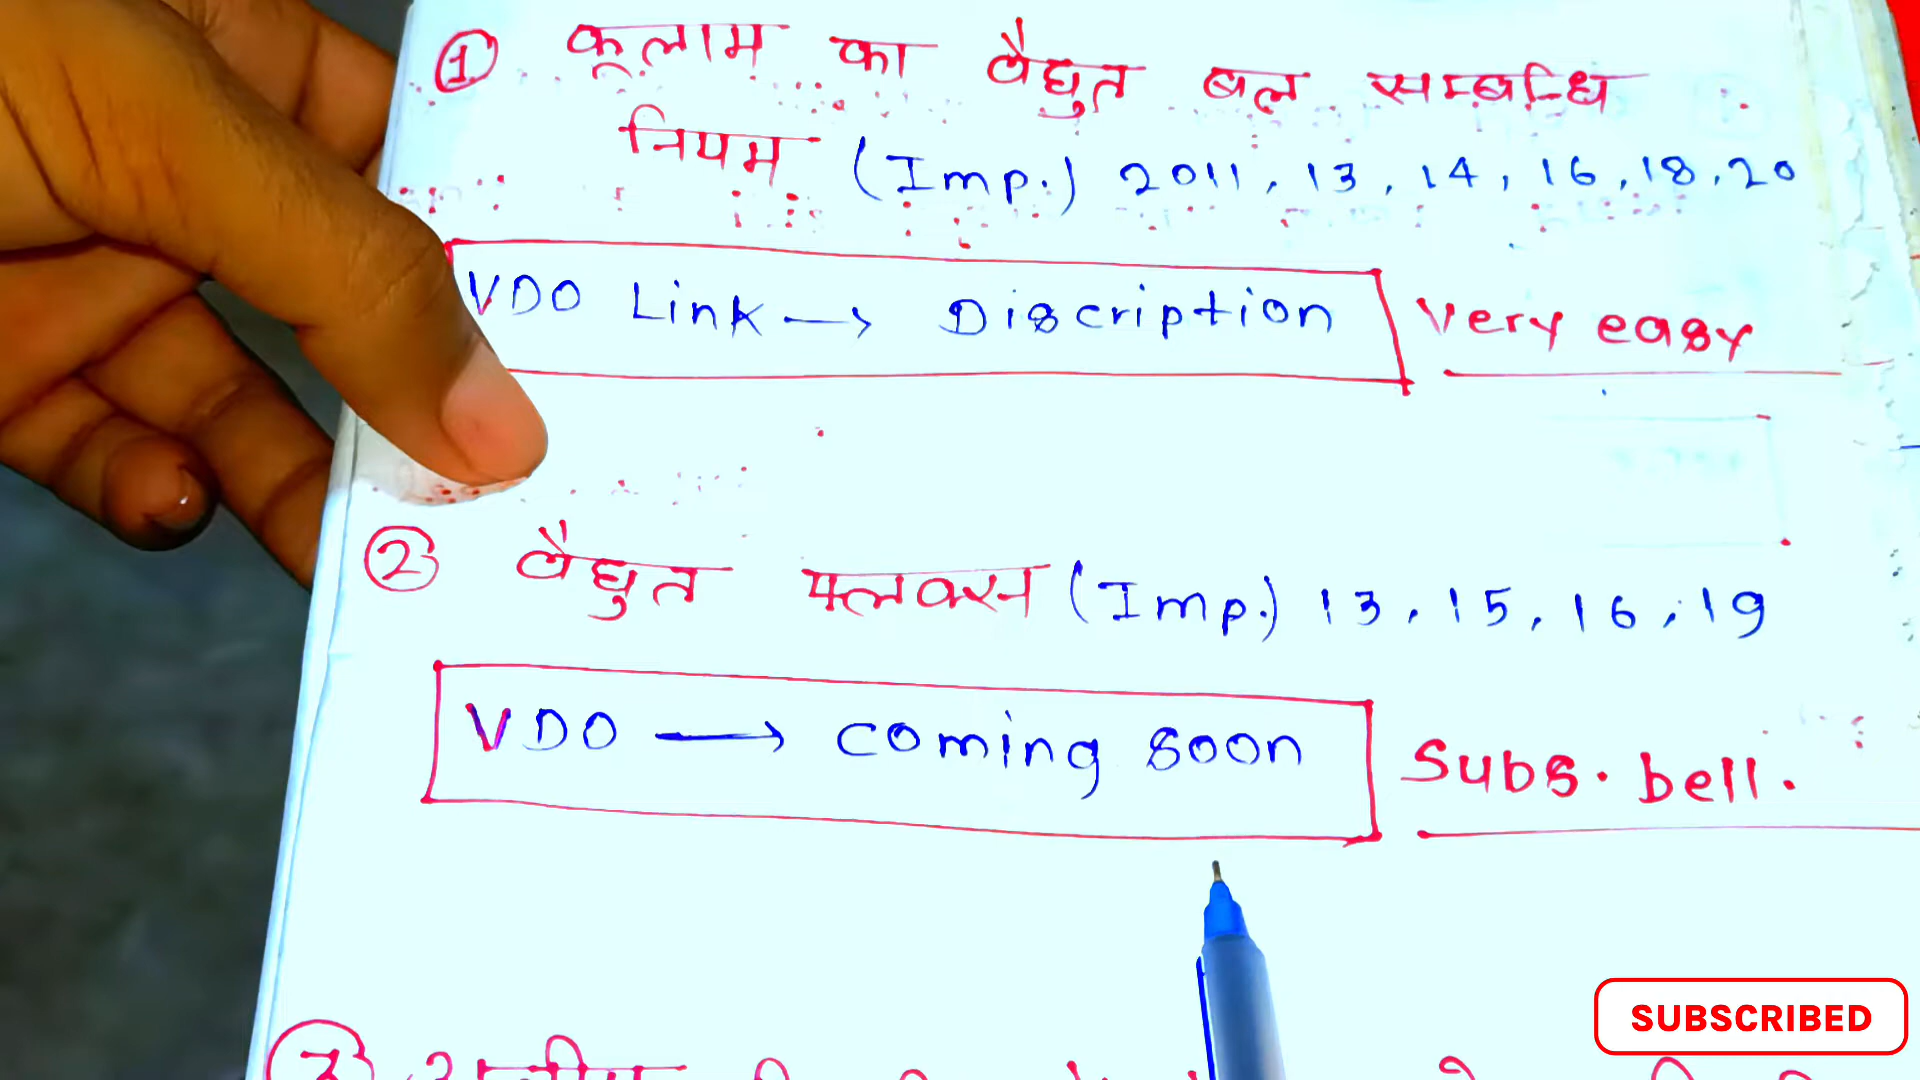 ① कूलाम का वैद्युत बल सम्बन्धि
नियम (Imp.) 2011, 13, 14, 16, 18, 20
VDO Link → Discription Very easy
② वैद्युत फ्लक्स (Imp.) 13, 15, 16, 19
VDO → Coming soon Subs. bell.
SUBSCRIBED